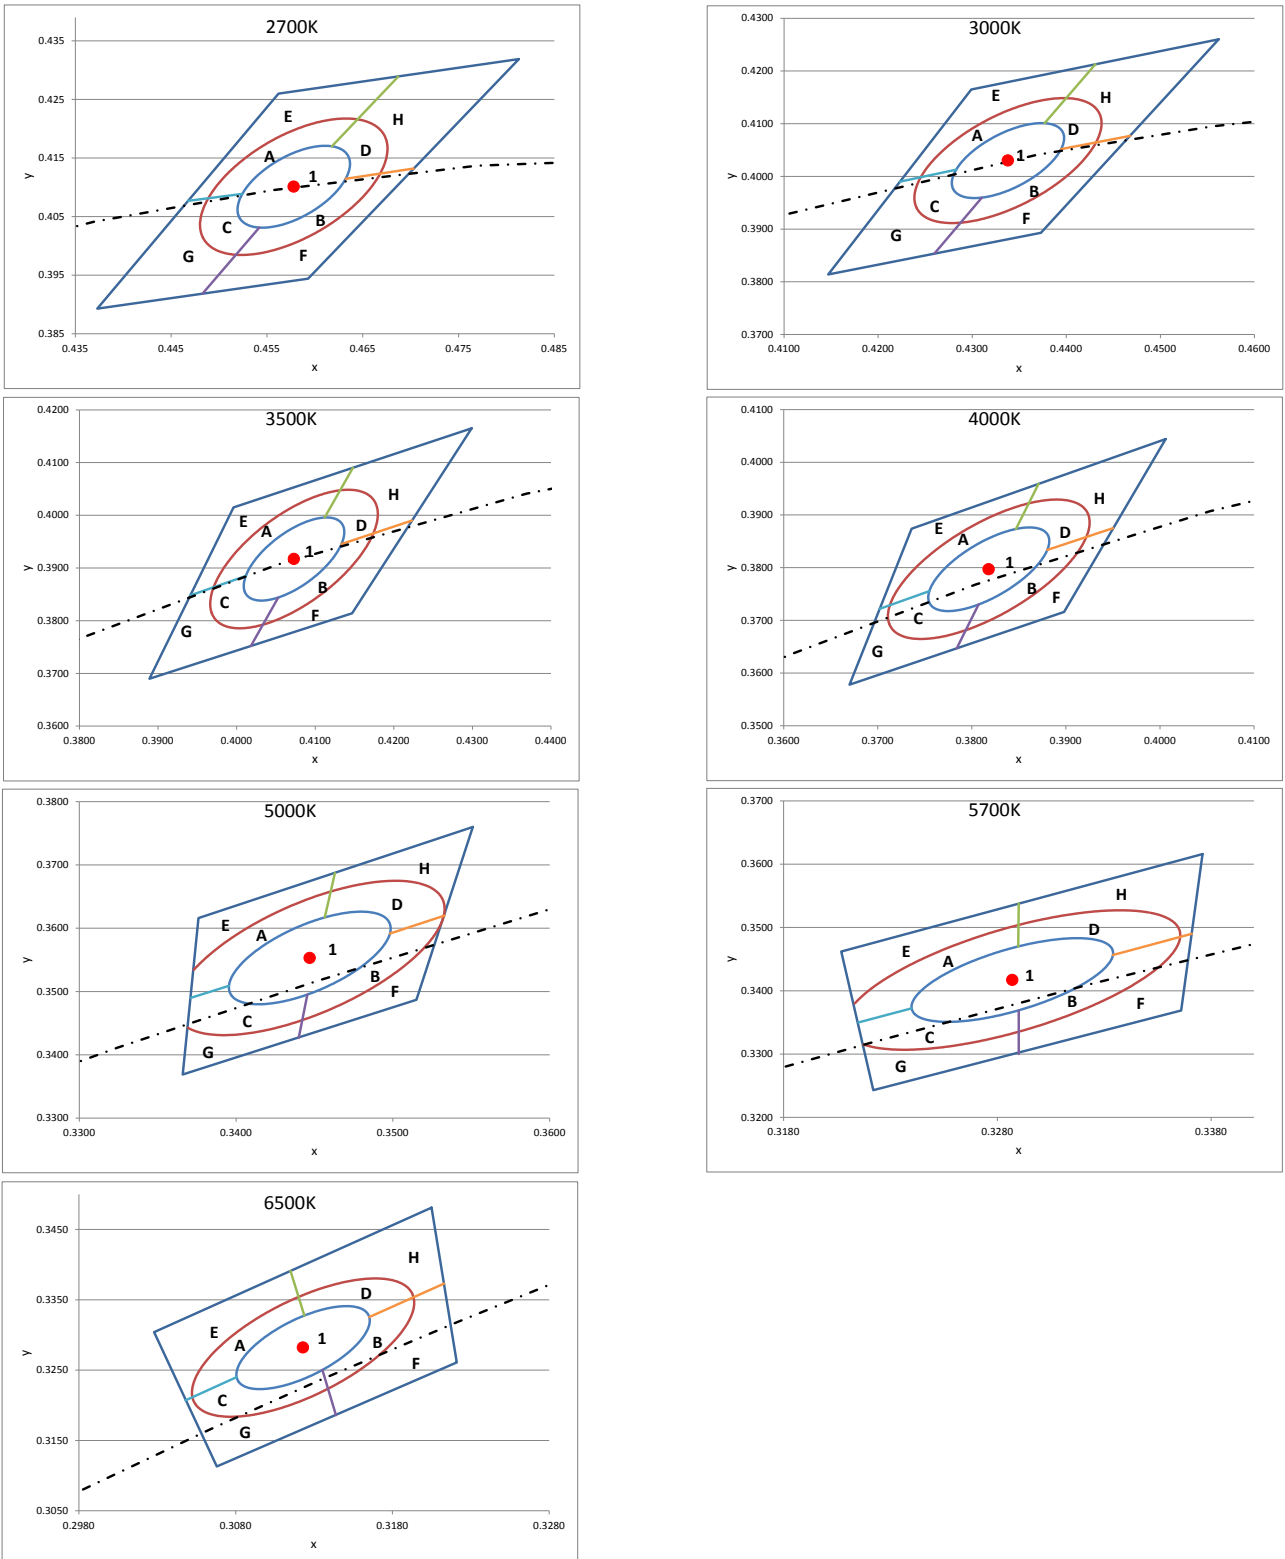 2700K
0.435
0.425
0.415
0.405
0.395
0.385
y
E
H
A
D
1
B
C
G
F
0.435 0.445 0.455 0.465 0.475 0.485
x
3000K
0.4300
0.4200
0.4100
0.4000
0.3900
0.3800
0.3700
y
E
H
A
D
1
B
C
F
G
0.4100 0.4200 0.4300 0.4400 0.4500 0.4600
x
3500K
0.4200
0.4100
0.4000
0.3900
0.3800
0.3700
0.3600
y
H
E
A
D
1
B
C
F
G
0.3800 0.3900 0.4000 0.4100 0.4200 0.4300 0.4400
x
4000K
0.4100
0.4000
0.3900
0.3800
0.3700
0.3600
0.3500
y
H
E
A
D
1
B
F
C
G
0.3600 0.3700 0.3800 0.3900 0.4000 0.4100
x
5000K
0.3800
0.3700
0.3600
0.3500
0.3400
0.3300
y
H
D
E
A
1
B
F
C
G
0.3300 0.3400 0.3500 0.3600
x
5700K
0.3700
0.3600
0.3500
0.3400
0.3300
0.3200
y
H
D
E
A
1
B
F
C
G
0.3180 0.3280 0.3380
x
6500K
0.3450
0.3350
0.3250
0.3150
0.3050
y
H
D
E
A
1
B
F
C
G
0.2980 0.3080 0.3180 0.3280
x